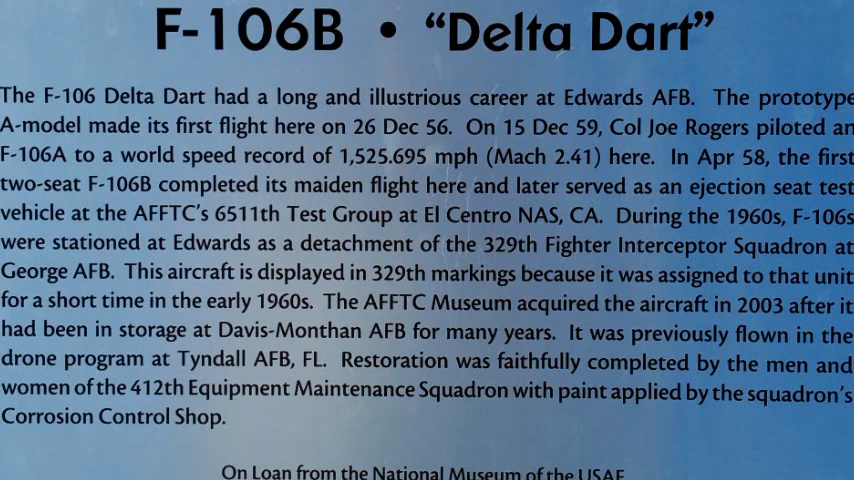 F-106B • “Delta Dart”
The F-106 Delta Dart had a long and illustrious career at Edwards AFB. The prototype
A-model made its first flight here on 26 Dec 56. On 15 Dec 59, Col Joe Rogers piloted an
F-106A to a world speed record of 1,525.695 mph (Mach 2.41) here. In Apr 58, the first
two-seat F-106B completed its maiden flight here and later served as an ejection seat test
vehicle at the AFFTC’s 6511th Test Group at El Centro NAS, CA. During the 1960s, F-106s
were stationed at Edwards as a detachment of the 329th Fighter Interceptor Squadron at
George AFB. This aircraft is displayed in 329th markings because it was assigned to that unit
for a short time in the early 1960s. The AFFTC Museum acquired the aircraft in 2003 after it
had been in storage at Davis-Monthan AFB for many years. It was previously flown in the
drone program at Tyndall AFB, FL. Restoration was faithfully completed by the men and
women of the 412th Equipment Maintenance Squadron with paint applied by the squadron’s
Corrosion Control Shop.
On Loan from the National Museum of the USAF